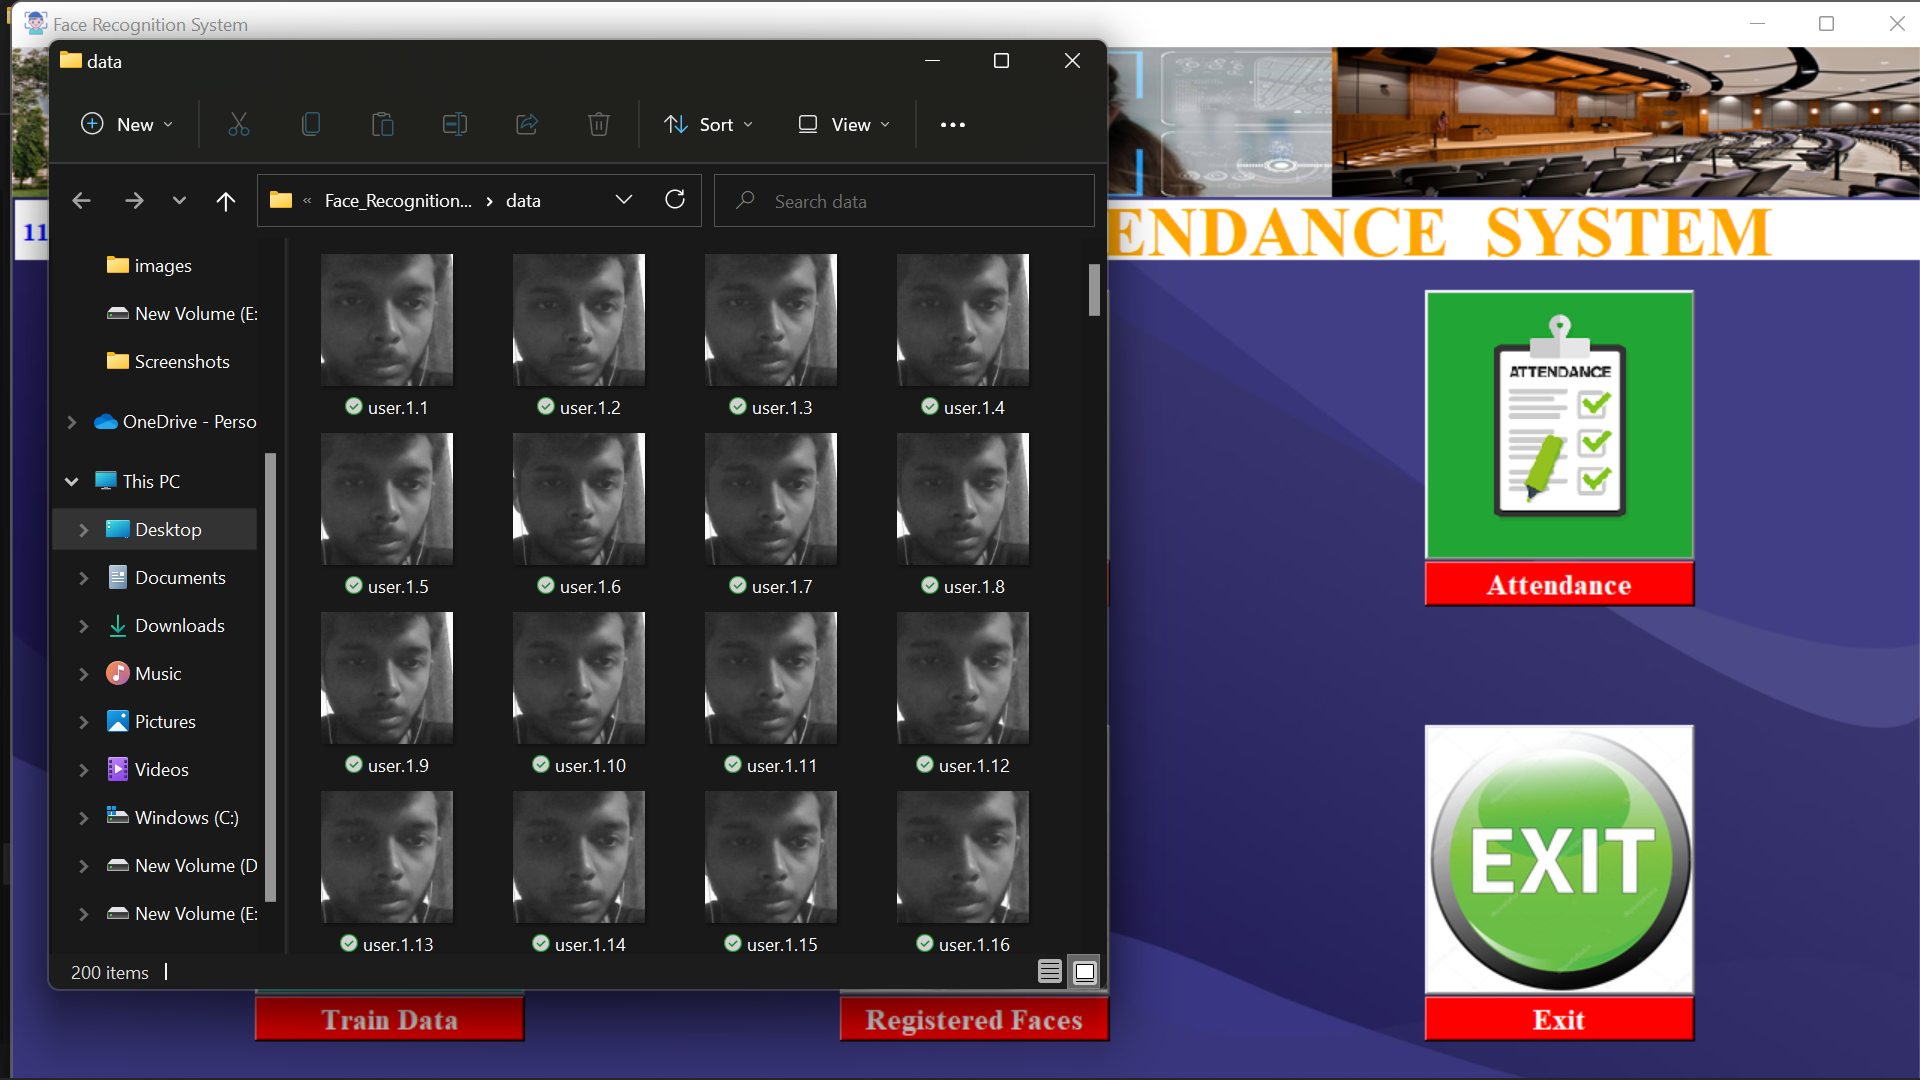 Face Recognition System
data
New
Sort
View
Face_Recognition...
data
Search data
11
ENDANCE SYSTEM
images
New Volume (E:
Screenshots
OneDrive - Perso
This PC
Desktop
Documents
Downloads
Music
Pictures
Videos
Windows (C:)
New Volume (D
New Volume (E:
user.1.1
user.1.2
user.1.3
user.1.4
user.1.5
user.1.6
user.1.7
user.1.8
user.1.9
user.1.10
user.1.11
user.1.12
user.1.13
user.1.14
user.1.15
user.1.16
200 items
ATTENDANCE
Attendance
EXIT
Train Data
Registered Faces
Exit